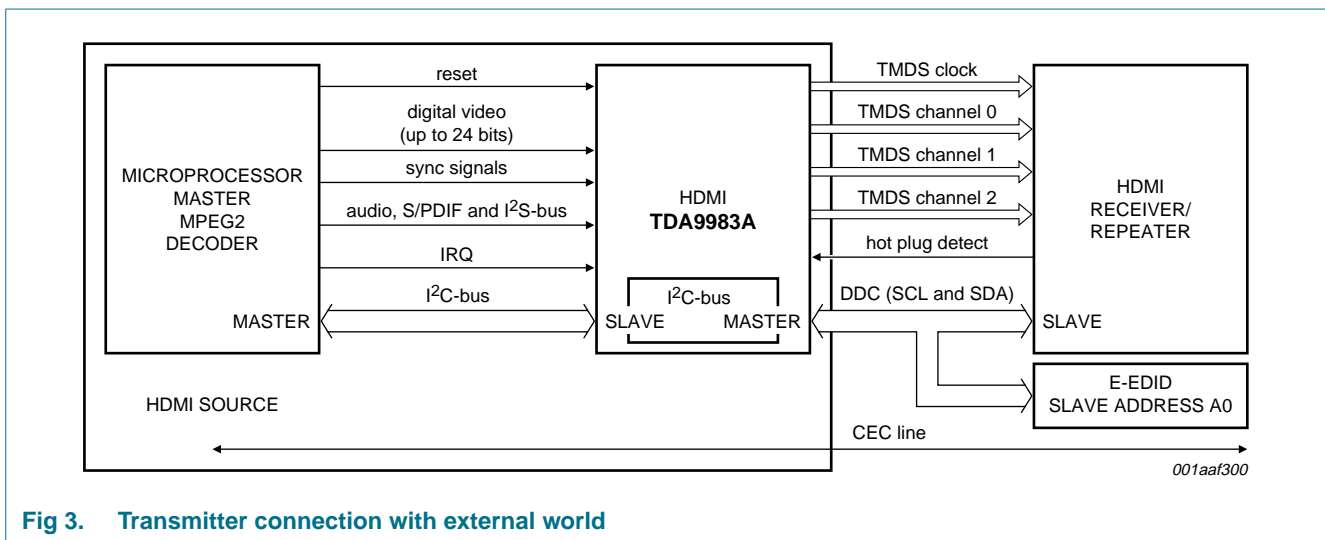 MICROPROCESSOR
MASTER
MPEG2
DECODER
MASTER
reset
digital video
(up to 24 bits)
sync signals
audio, S/PDIF and I²S-bus
IRQ
I²C-bus
HDMI
TDA9983A
I²C-bus
SLAVE MASTER
TMDS clock
TMDS channel 0
TMDS channel 1
TMDS channel 2
hot plug detect
DDC (SCL and SDA)
HDMI
RECEIVER/
REPEATER
SLAVE
E-EDID
SLAVE ADDRESS A0
HDMI SOURCE
CEC line
001aaf300
Fig 3. Transmitter connection with external world